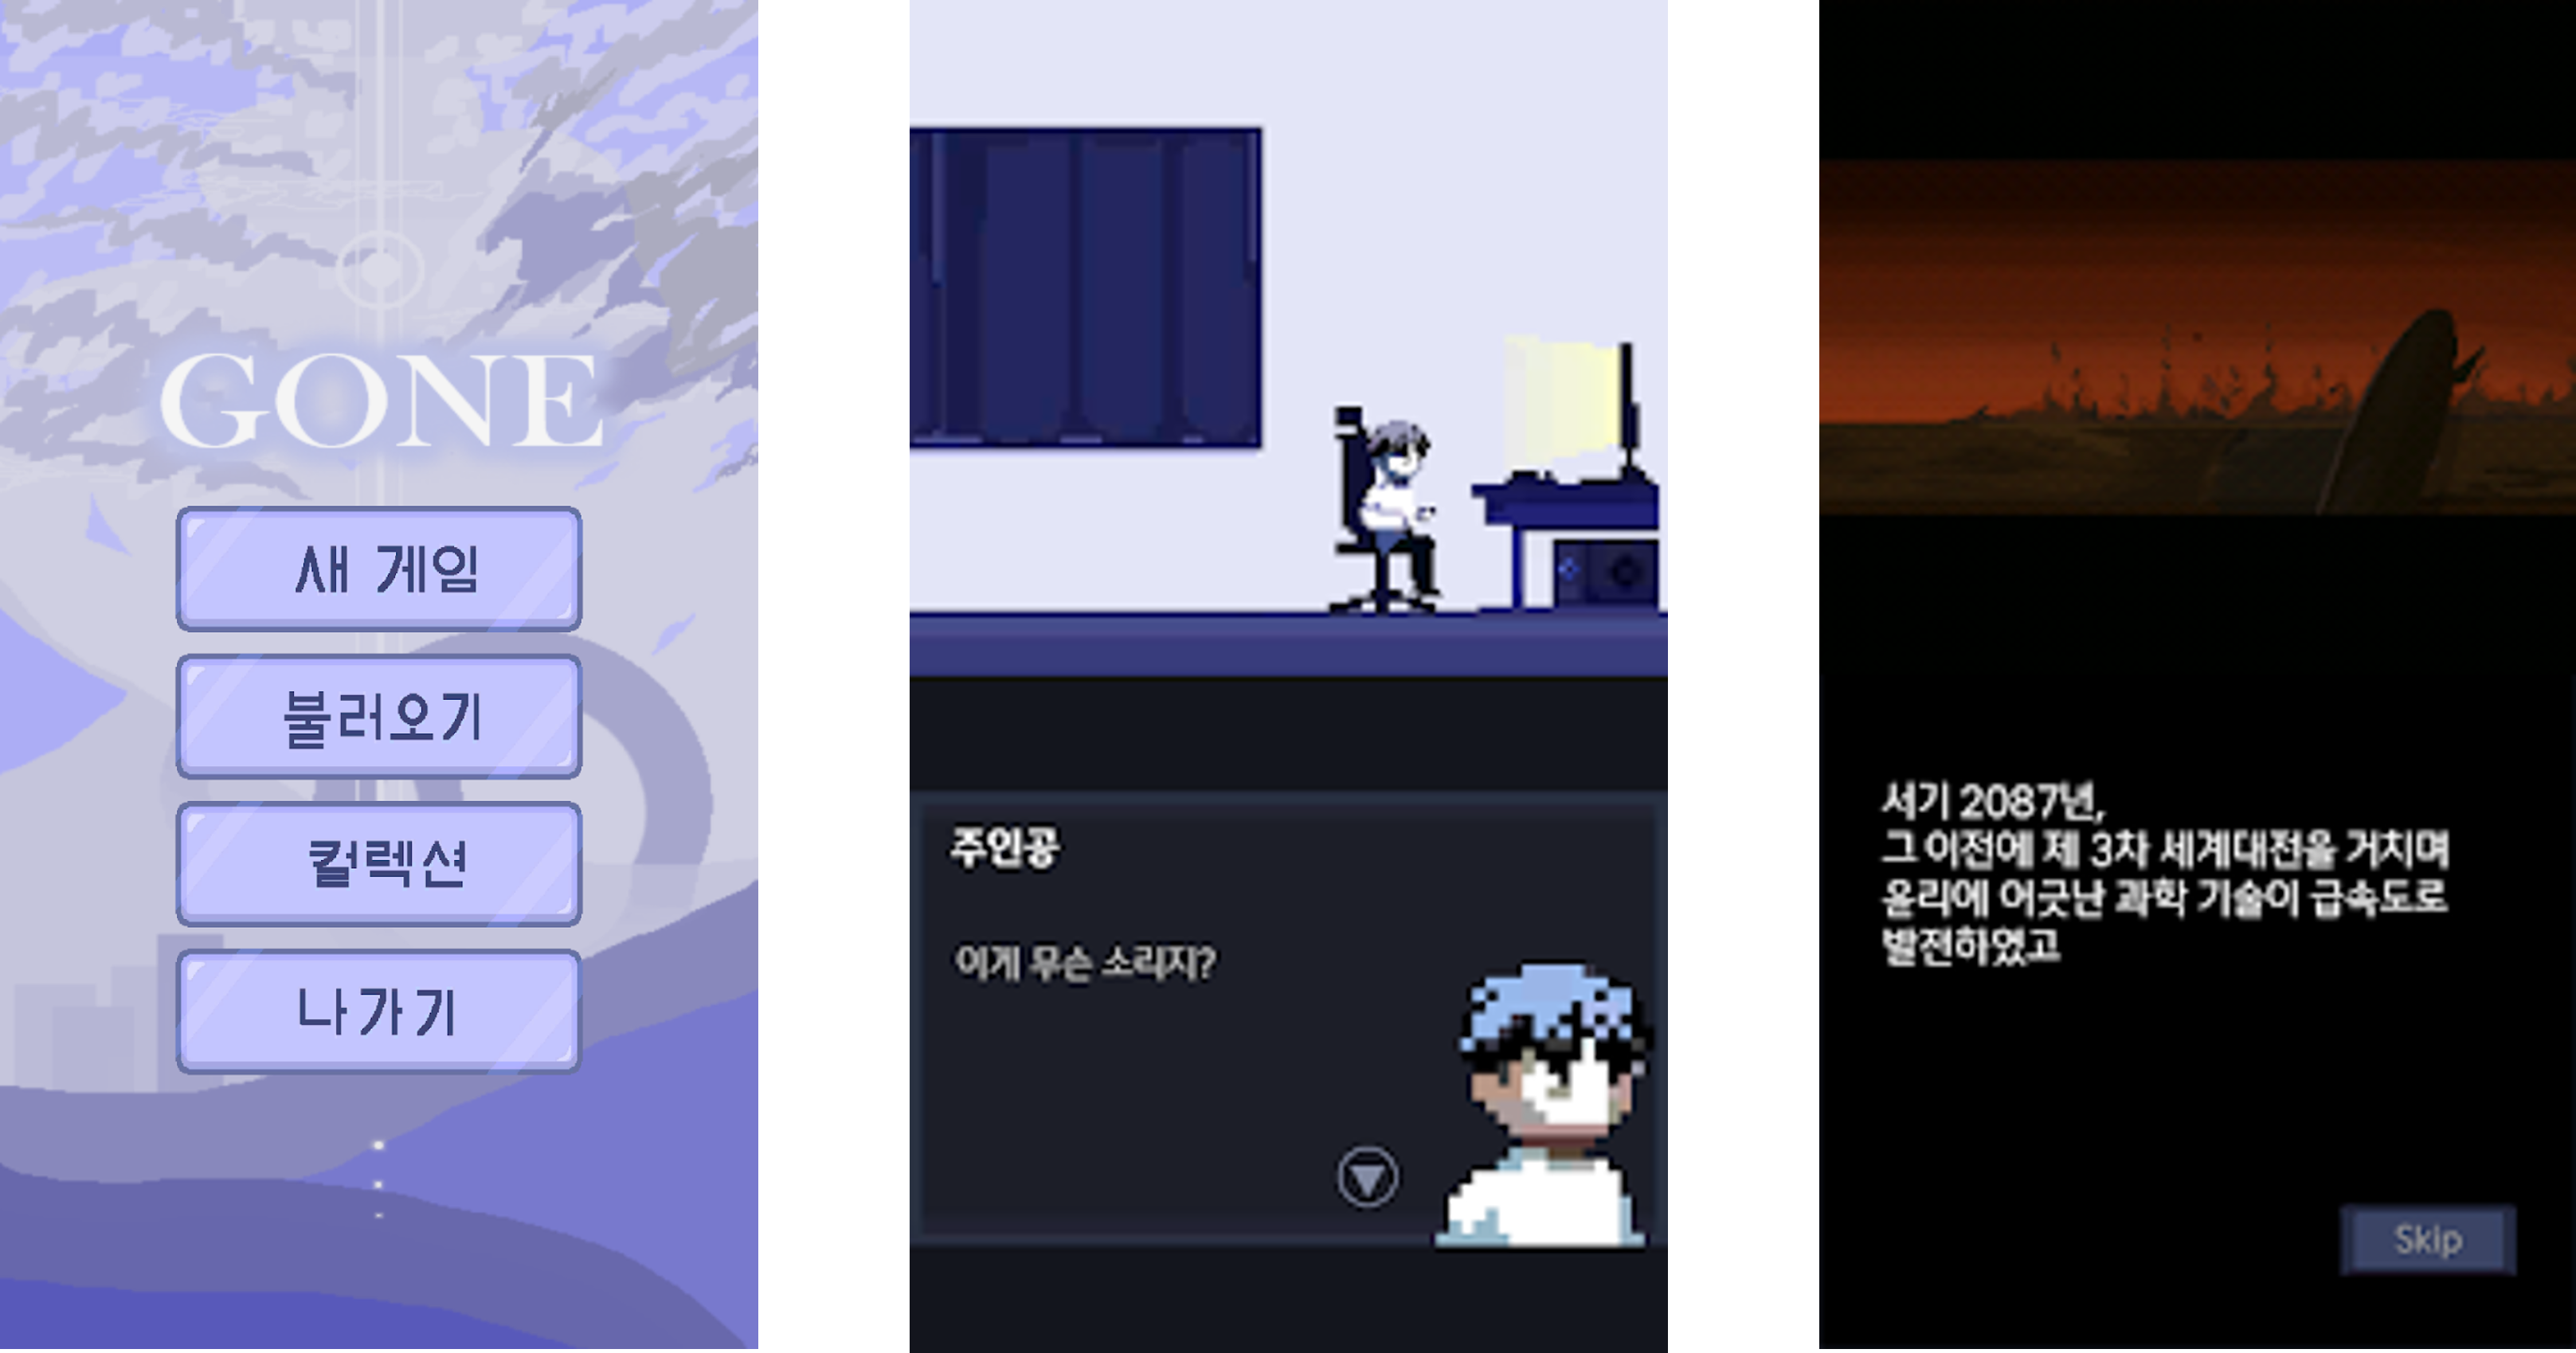 GONE
새 게임
불러오기
컬렉션
나가기
주인공
이게 무슨 소리지?
서기 2087년,
그 이전에 제 3차 세계대전을 거치며
윤리에 어긋난 과학 기술이 급속도로
발전하였고
Skip